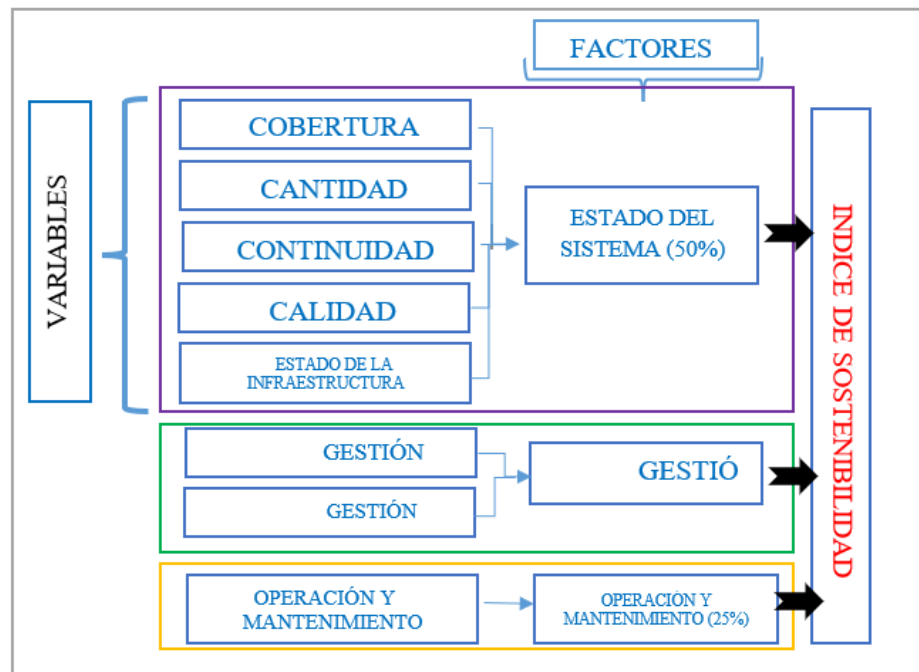 FACTORES
VARIABLES
COBERTURA
CANTIDAD
CONTINUIDAD
CALIDAD
ESTADO DE LA
INFRAESTRUCTURA
ESTADO DEL
SISTEMA (50%)
GESTIÓN
GESTIÓN
GESTIÓ
OPERACIÓN Y
MANTENIMIENTO
OPERACIÓN Y
MANTENIMIENTO (25%)
INDICE DE SOSTENIBILIDAD